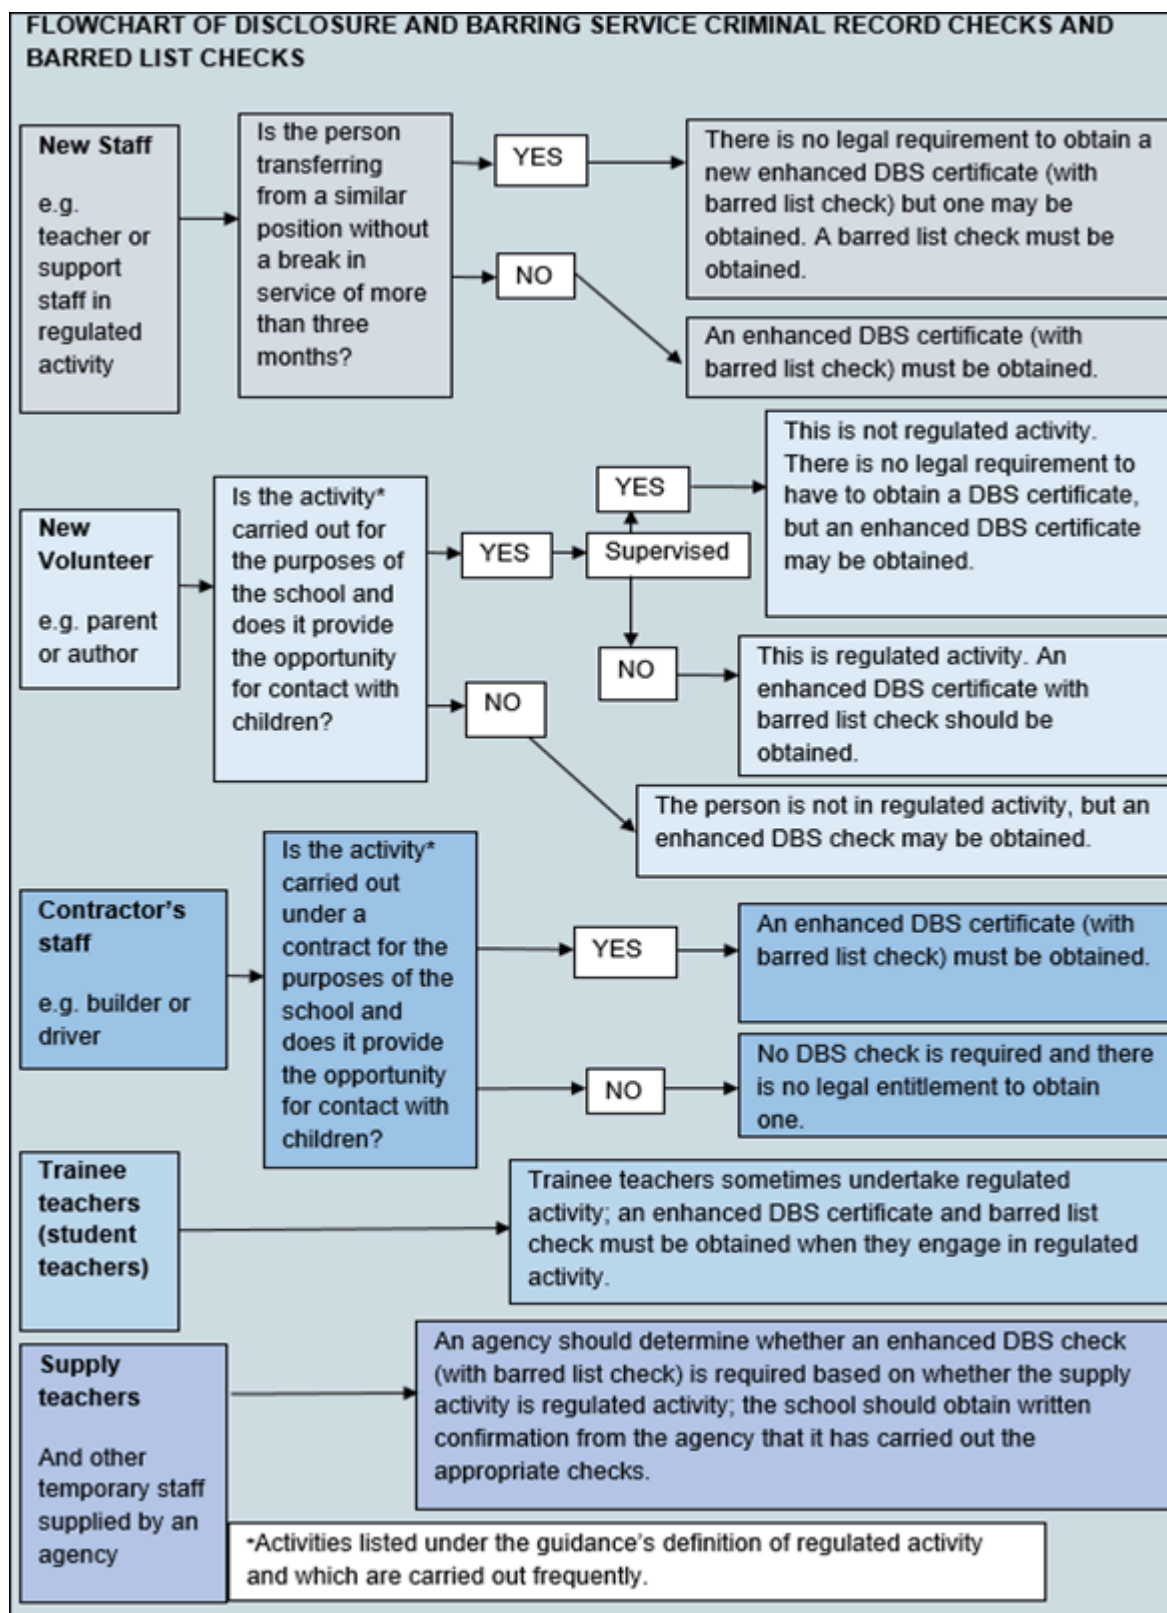 FLOWCHART OF DISCLOSURE AND BARRING SERVICE CRIMINAL RECORD CHECKS AND
BARRED LIST CHECKS
New Staff
e.g.
teacher or
support
staff in
regulated
activity
Is the person
transferring
from a similar
position without
a break in
service of more
than three
months?
YES
There is no legal requirement to obtain a
new enhanced DBS certificate (with
barred list check) but one may be
obtained. A barred list check must be
obtained.
NO
An enhanced DBS certificate (with
barred list check) must be obtained.
New
Volunteer
e.g. parent
or author
Is the activity*
carried out for
the purposes of
the school and
does it provide
the opportunity
for contact with
children?
YES
Supervised
YES
This is not regulated activity.
There is no legal requirement to
have to obtain a DBS certificate,
but an enhanced DBS certificate
may be obtained.
NO
This is regulated activity. An
enhanced DBS certificate with
barred list check should be
obtained.
NO
The person is not in regulated activity, but an
enhanced DBS check may be obtained.
Contractor's
staff
e.g. builder or
driver
Is the activity*
carried out
under a
contract for the
purposes of the
school and
does it provide
the opportunity
for contact with
children?
YES
An enhanced DBS certificate (with
barred list check) must be obtained.
NO
No DBS check is required and there
is no legal entitlement to obtain
one.
Trainee
teachers
(student
teachers)
Trainee teachers sometimes undertake regulated
activity; an enhanced DBS certificate and barred list
check must be obtained when they engage in regulated
activity.
Supply
teachers
And other
temporary staff
supplied by an
agency
An agency should determine whether an enhanced DBS check
(with barred list check) is required based on whether the supply
activity is regulated activity; the school should obtain written
confirmation from the agency that it has carried out the
appropriate checks.
*Activities listed under the guidance's definition of regulated activity
and which are carried out frequently.